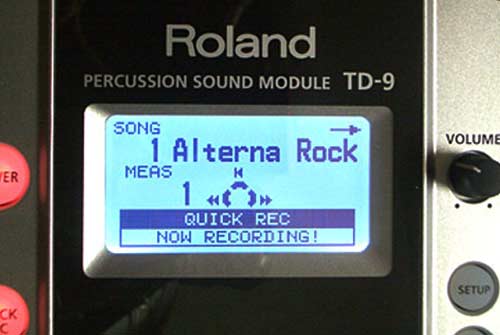 Roland
PERCUSSION SOUND MODULE TD-9
SONG
1 Alterna Rock
MEAS
1
QUICK REC
NOW RECORDING!
VOLUME
SETUP